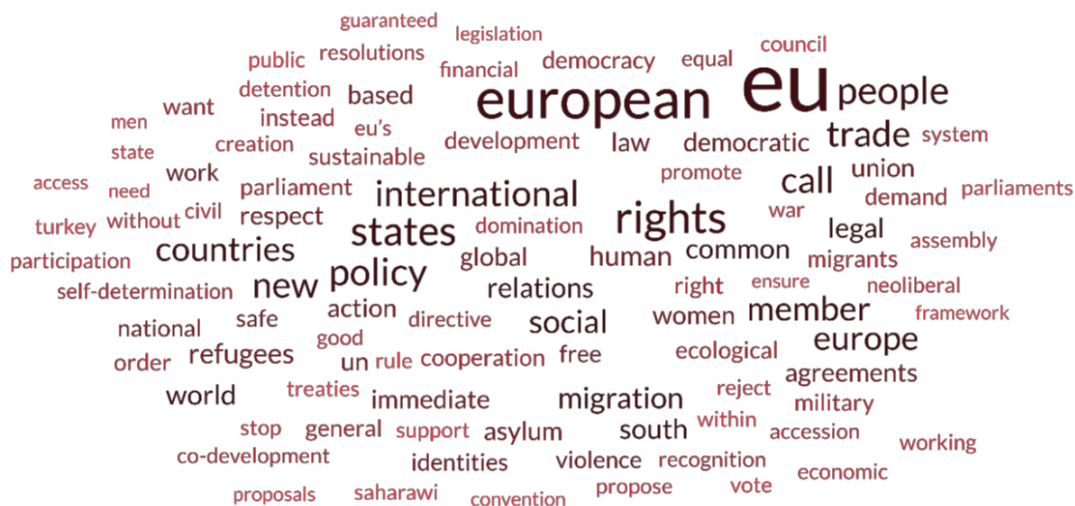 guaranteed
legislation
public resolutions financial democracy equal council
detention based european eu people
want instead eu's
men creation development law democratic trade system
state sustainable
access need work parliament international promote call union
demand parliaments
turkey without civil respect states domination rights war legal
participation countries global human common migrants assembly
self-determination new policy relations right ensure neoliberal
national safe action directive social women member framework
good
order refugees un rule cooperation free ecological europe
world treaties immediate migration reject agreements
military
stop general support asylum south within accession working
co-development identities violence recognition economic
proposals saharawi convention propose vote